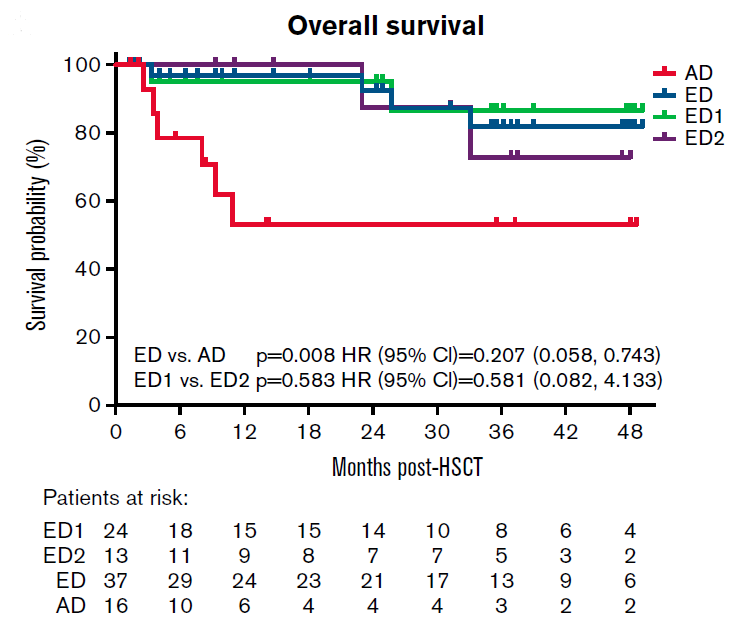 Overall survival
100
80
60
40
20
0
Survival probability (%)
AD
ED
ED1
ED2
ED vs. AD p=0.008 HR (95% CI)=0.207 (0.058, 0.743)
ED1 vs. ED2 p=0.583 HR (95% CI)=0.581 (0.082, 4.133)
0 6 12 18 24 30 36 42 48
Months post-HSCT
Patients at risk:
ED1 24 18 15 15 14 10 8 6 4
ED2 13 11 9 8 7 7 5 3 2
ED 37 29 24 23 21 17 13 9 6
AD 16 10 6 4 4 4 3 2 2